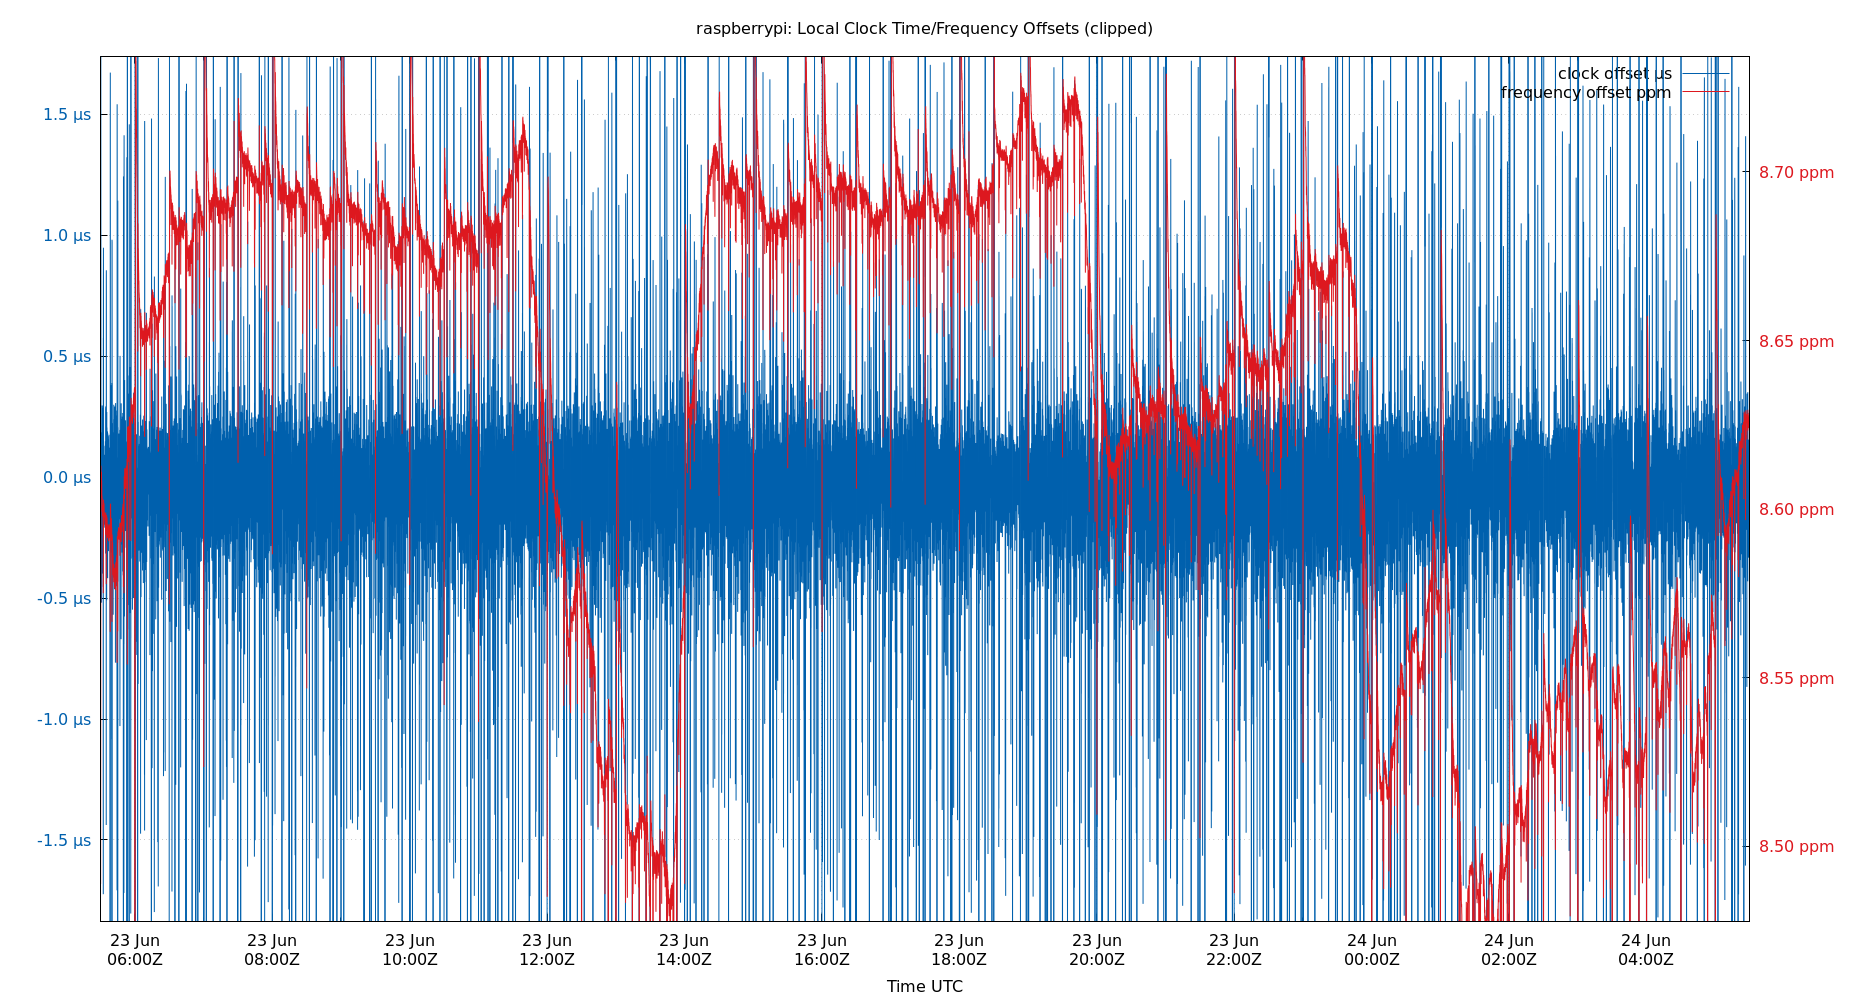 raspberrypi: Local Clock Time/Frequency Offsets (clipped)
clock offset µs
frequency offset ppm
1.5 µs
1.0 µs
0.5 µs
0.0 µs
-0.5 µs
-1.0 µs
-1.5 µs
8.70 ppm
8.65 ppm
8.60 ppm
8.55 ppm
8.50 ppm
23 Jun 23 Jun 23 Jun 23 Jun 23 Jun 23 Jun 23 Jun 23 Jun 23 Jun 24 Jun 24 Jun 24 Jun
06:00Z 08:00Z 10:00Z 12:00Z 14:00Z 16:00Z 18:00Z 20:00Z 22:00Z 00:00Z 02:00Z 04:00Z
Time UTC